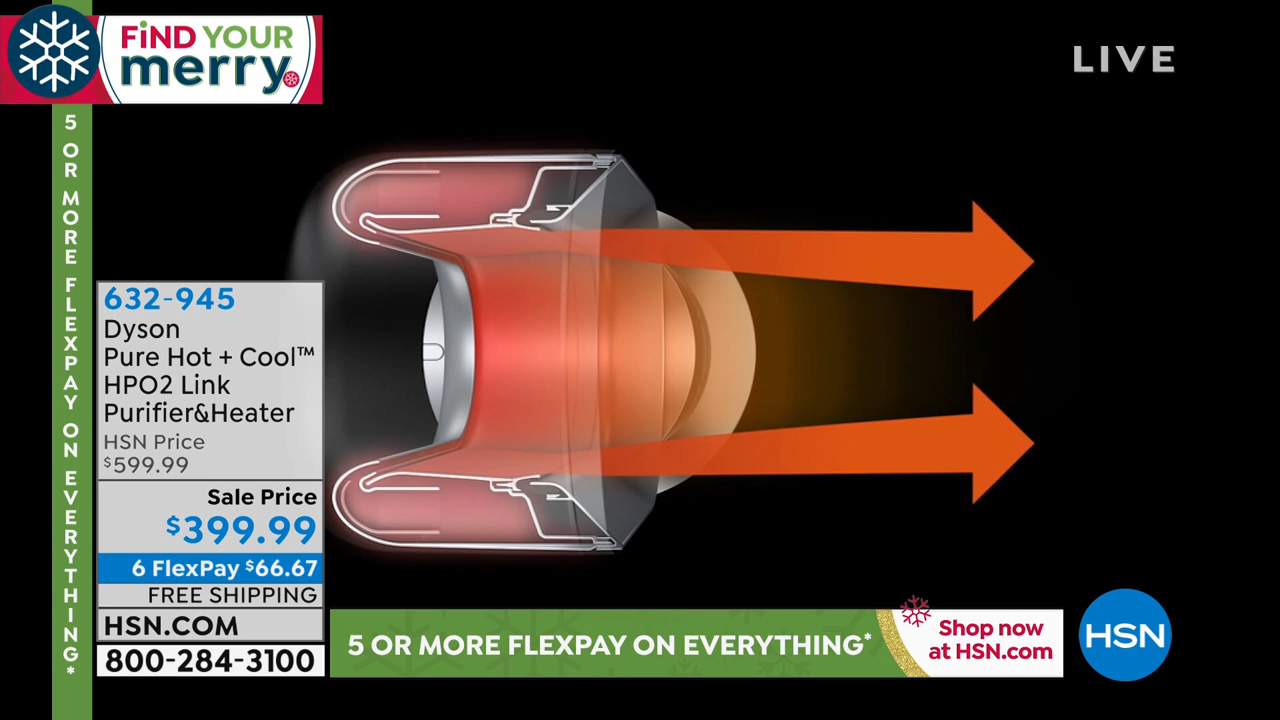 FiND YOUR
merry
LIVE
5 OR MORE FLEXPAY ON EVERYTHING*
632-945
Dyson
Pure Hot + Cool™
HPO2 Link
Purifier&Heater
HSN Price
$599.99
Sale Price
$399.99
6 FlexPay $66.67
FREE SHIPPING
HSN.COM
800-284-3100
5 OR MORE FLEXPAY ON EVERYTHING*
Shop now
at HSN.com
HSN